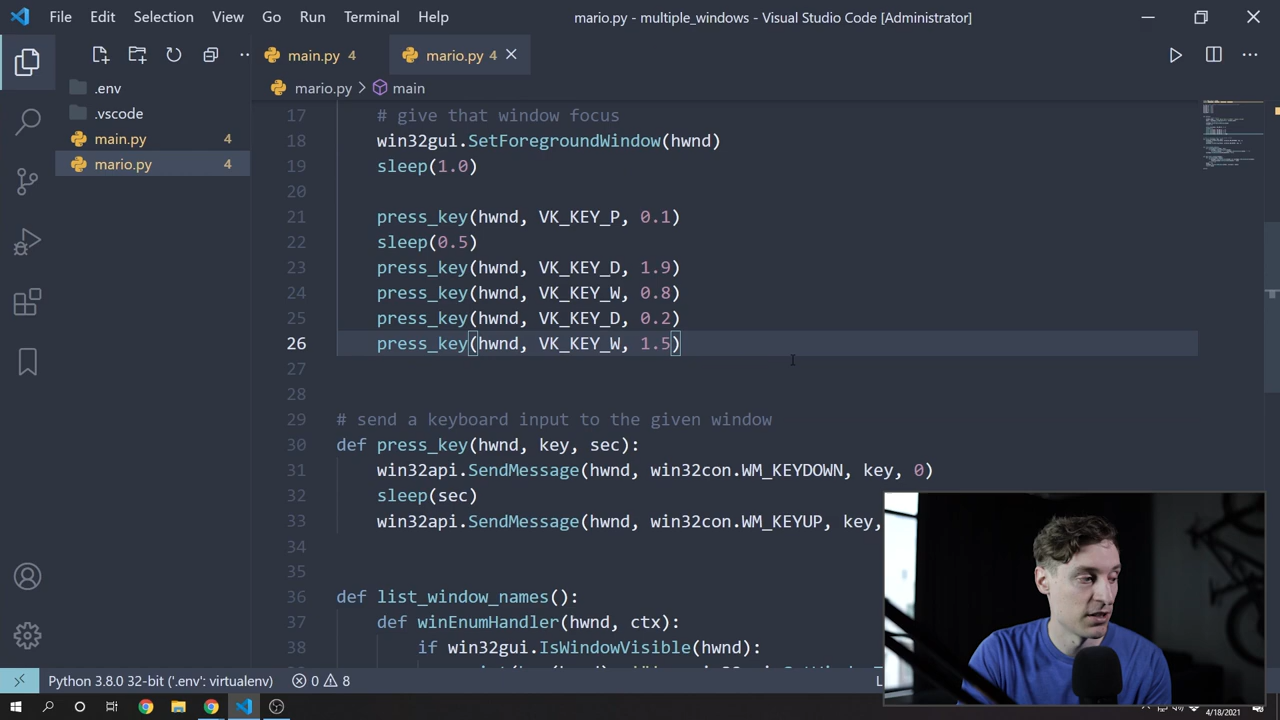 File Edit Selection View Go Run Terminal Help
mario.py - multiple_windows - Visual Studio Code [Administrator]
main.py 4
mario.py 4
.env
.vscode
main.py 4
mario.py 4
mario.py > main
17 # give that window focus
18 win32gui.SetForegroundWindow(hwnd)
19 sleep(1.0)
20
21 press_key(hwnd, VK_KEY_P, 0.1)
22 sleep(0.5)
23 press_key(hwnd, VK_KEY_D, 1.9)
24 press_key(hwnd, VK_KEY_W, 0.8)
25 press_key(hwnd, VK_KEY_D, 0.2)
26 press_key(hwnd, VK_KEY_W, 1.5)
27
28
29 # send a keyboard input to the given window
30 def press_key(hwnd, key, sec):
31 win32api.SendMessage(hwnd, win32con.WM_KEYDOWN, key, 0)
32 sleep(sec)
33 win32api.SendMessage(hwnd, win32con.WM_KEYUP, key,
34
35
36 def list_window_names():
37 def winEnumHandler(hwnd, ctx):
38 if win32gui.IsWindowVisible(hwnd):
Python 3.8.0 32-bit ('.env': virtualenv) 0 8
4/18/2021